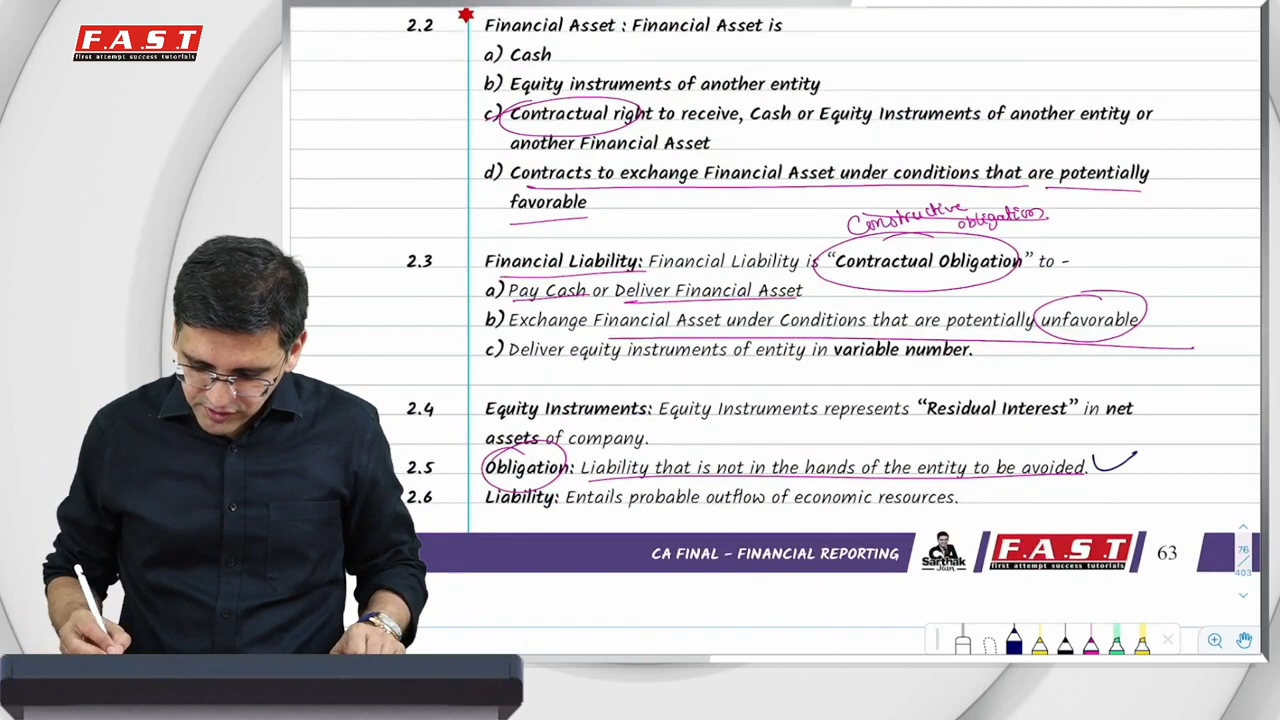 F.A.S.T
first attempt success tutorials
2.2 Financial Asset : Financial Asset is
a) Cash
b) Equity instruments of another entity
c) Contractual right to receive, Cash or Equity Instruments of another entity or
another Financial Asset
d) Contracts to exchange Financial Asset under conditions that are potentially
favorable
Constructive
obligation
2.3 Financial Liability: Financial Liability is “Contractual Obligation” to -
a) Pay Cash or Deliver Financial Asset
b) Exchange Financial Asset under Conditions that are potentially unfavorable
c) Deliver equity instruments of entity in variable number.
2.4 Equity Instruments: Equity Instruments represents “Residual Interest” in net
assets of company.
2.5 Obligation: Liability that is not in the hands of the entity to be avoided.
2.6 Liability: Entails probable outflow of economic resources.
CA FINAL - FINANCIAL REPORTING
Sarthak
Jain
F.A.S.T
first attempt success tutorials
63
76
403